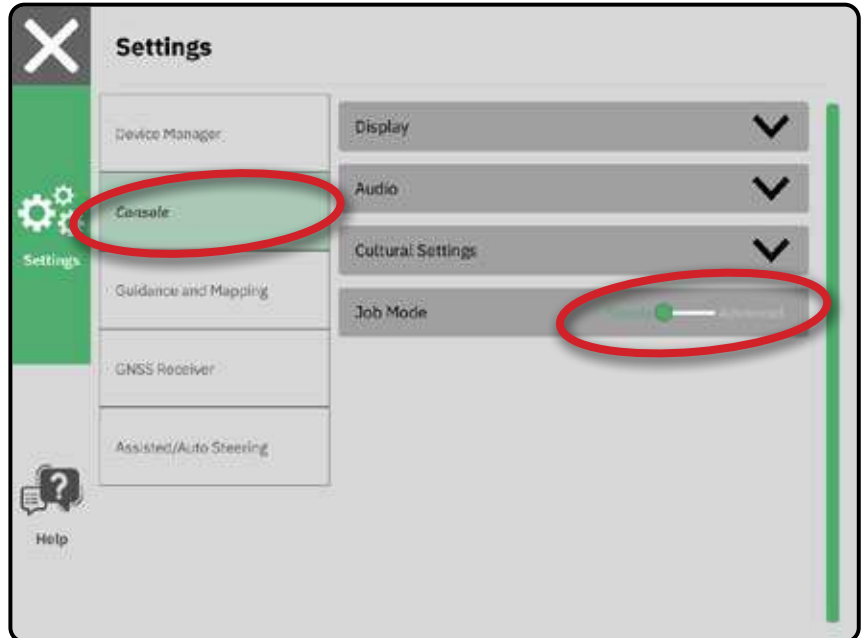 Settings
Settings
Help
Device Manager
Console
Guidance and Mapping
GNSS Receiver
Assisted/Auto Steering
Display
Audio
Cultural Settings
Job Mode Advanced